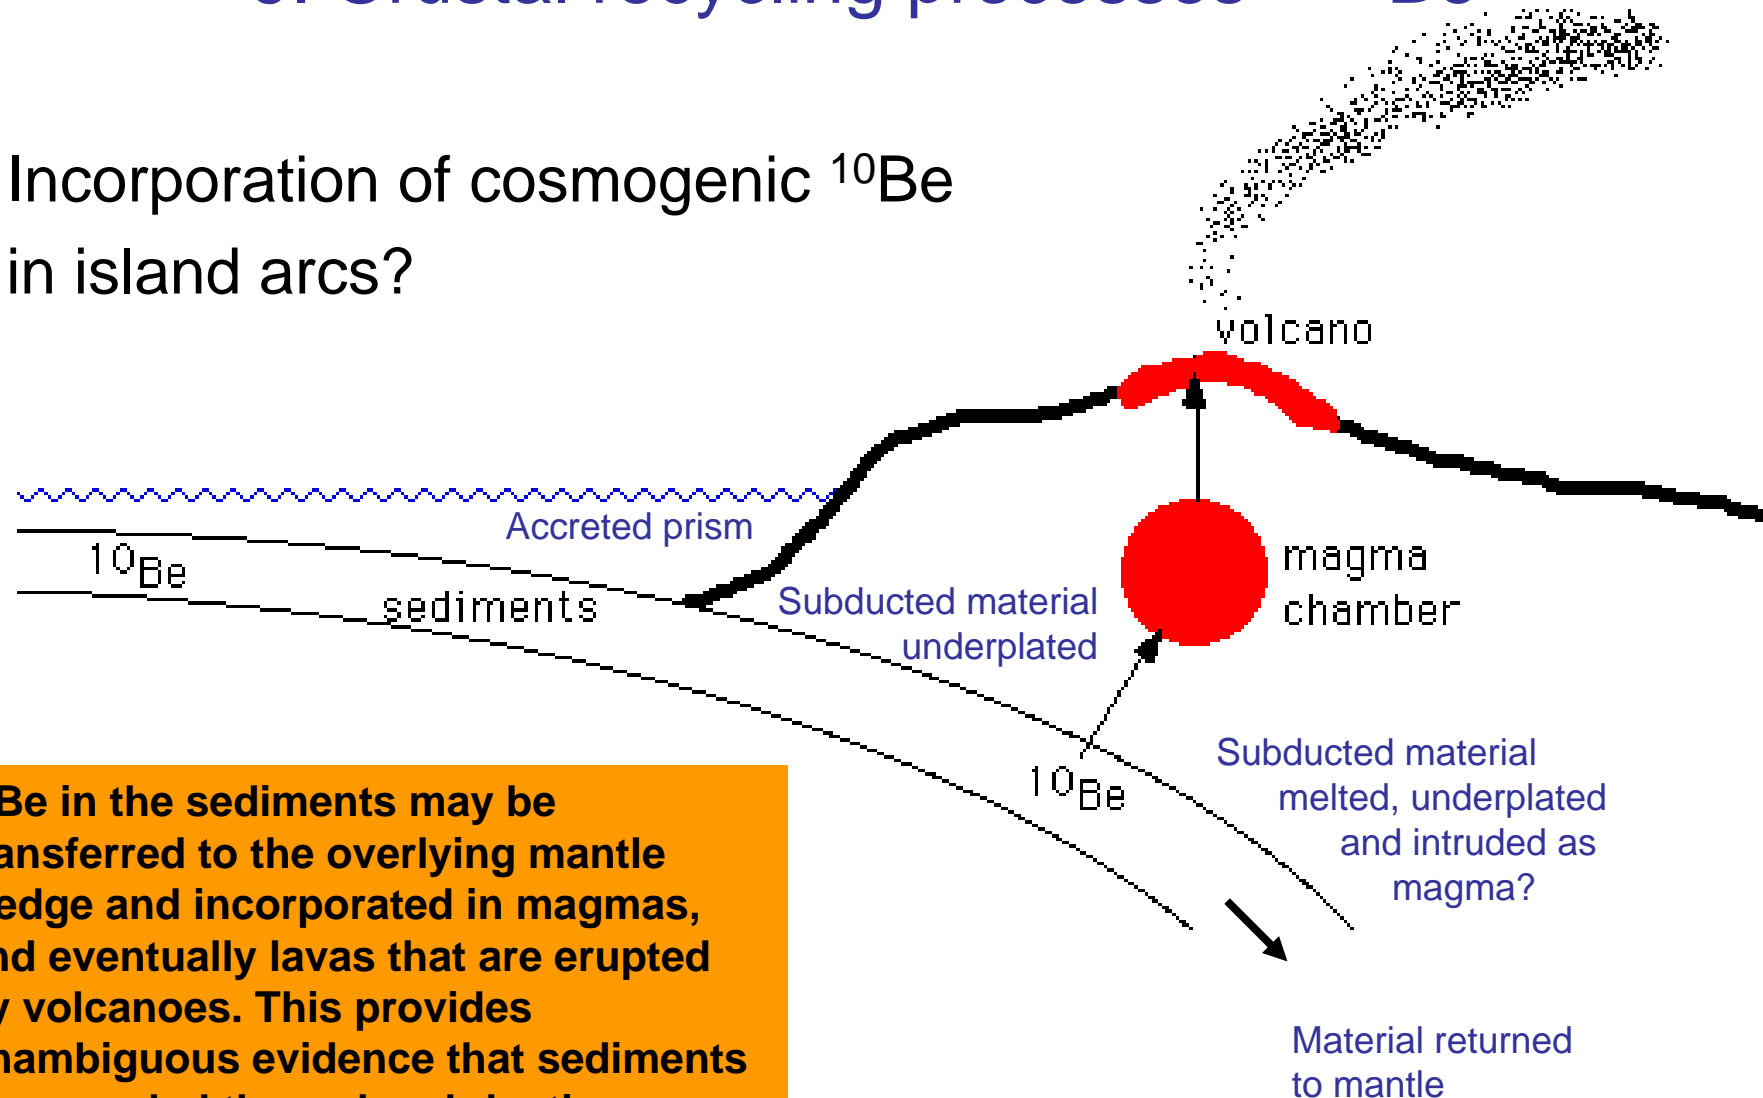 Crustal recycling processes
Incorporation of cosmogenic ¹⁰Be
in island arcs?
volcano
Accreted prism
¹⁰Be
sediments
magma
chamber
Subducted material
underplated
¹⁰Be
Subducted material
melted, underplated
and intruded as
magma?
Be in the sediments may be
ansferred to the overlying mantle
edge and incorporated in magmas,
nd eventually lavas that are erupted
y volcanoes. This provides
nambiguous evidence that sediments
Material returned
to mantle